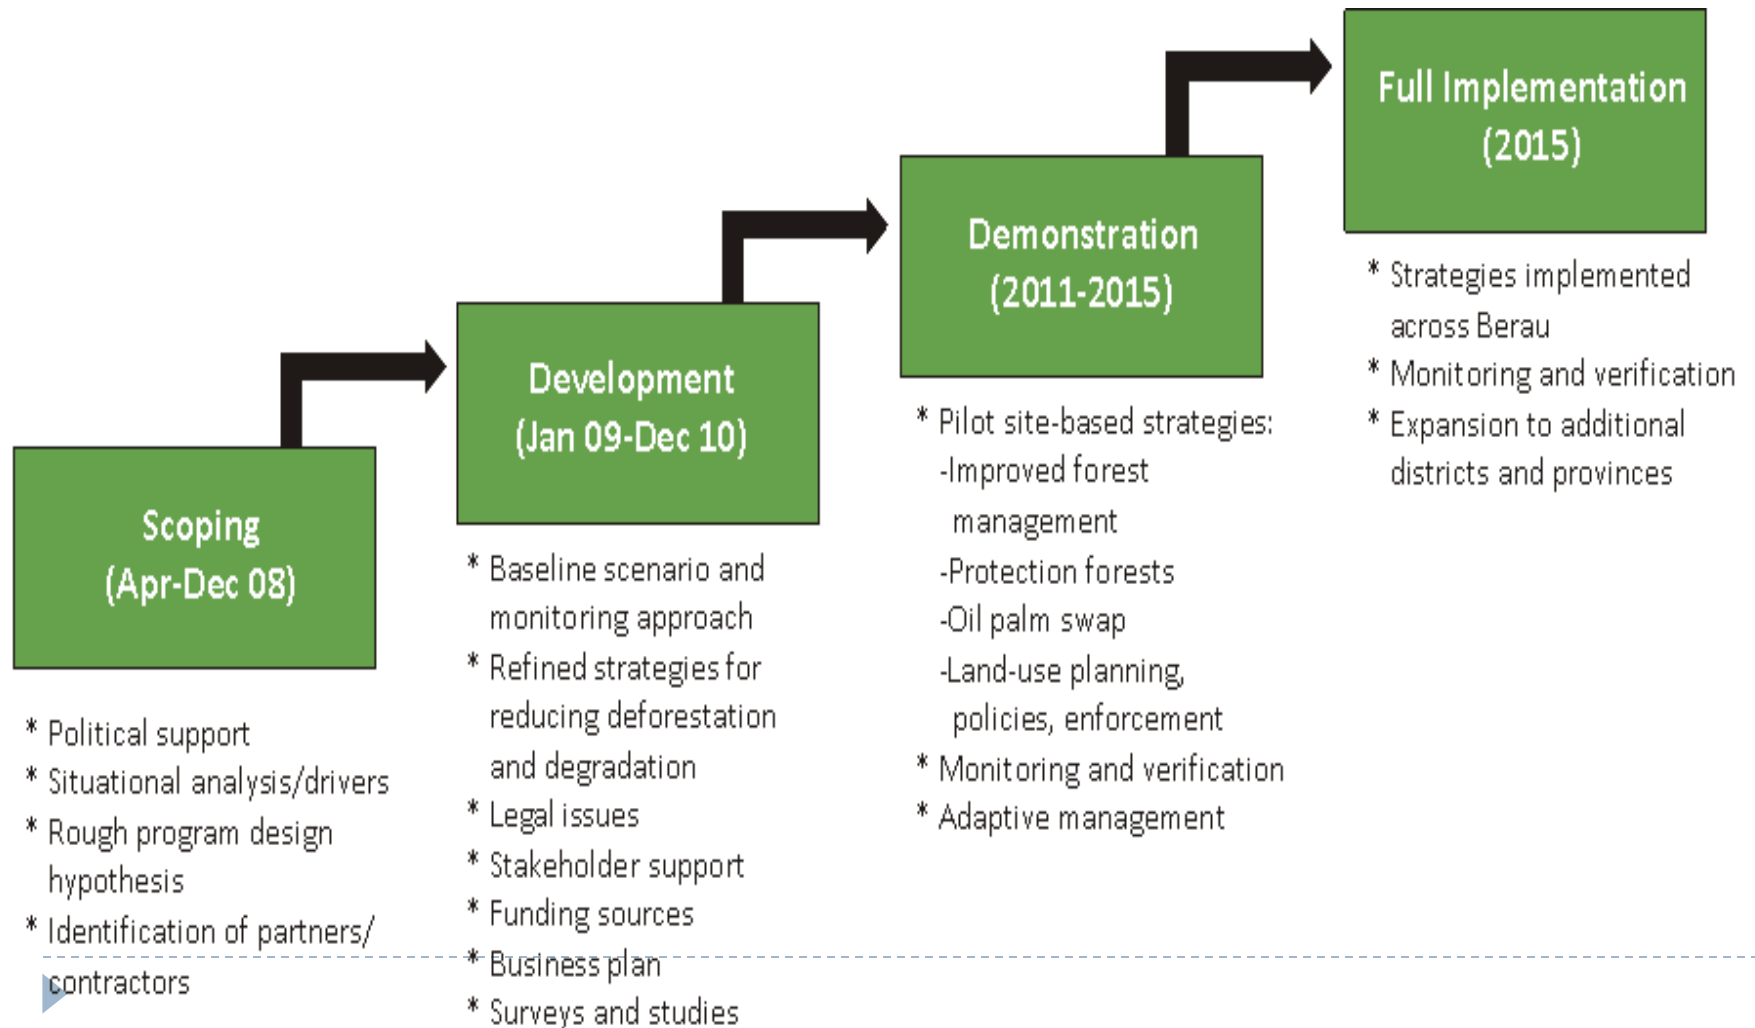 Scoping
(Apr-Dec 08)
* Political support
* Situational analysis/drivers
* Rough program design
hypothesis
* Identification of partners/
contractors
Development
(Jan 09-Dec 10)
* Baseline scenario and
monitoring approach
* Refined strategies for
reducing deforestation
and degradation
* Legal issues
* Stakeholder support
* Funding sources
* Business plan
* Surveys and studies
Demonstration
(2011-2015)
* Pilot site-based strategies:
-Improved forest
management
-Protection forests
-Oil palm swap
-Land-use planning,
policies, enforcement
* Monitoring and verification
* Adaptive management
Full Implementation
(2015)
* Strategies implemented
across Berau
* Monitoring and verification
* Expansion to additional
districts and provinces